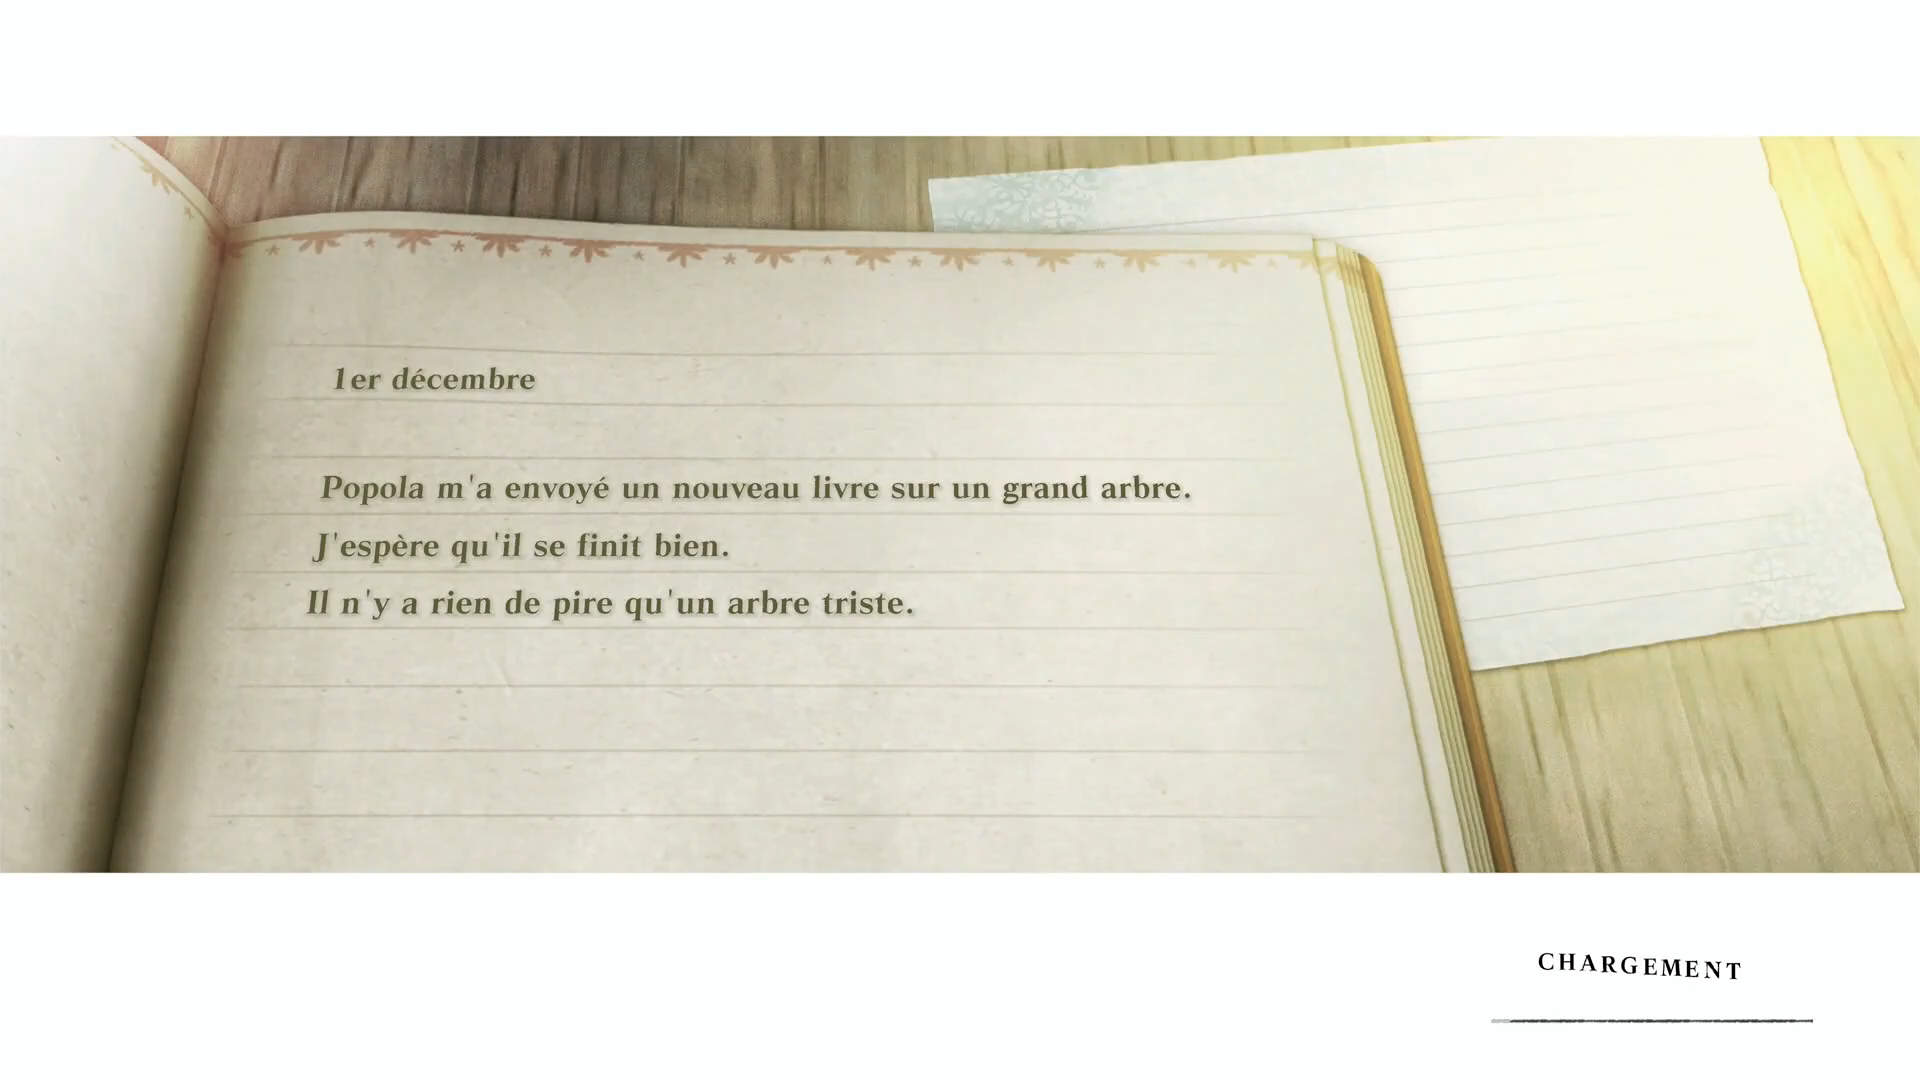 1er décembre
Popola m'a envoyé un nouveau livre sur un grand arbre.
J'espère qu'il se finit bien.
Il n'y a rien de pire qu'un arbre triste.
CHARGEMENT